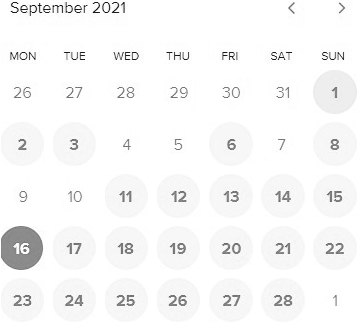 September 2021
MON TUE WED THU FRI SAT SUN
26 27 28 29 30 31 1
2 3 4 5 6 7 8
9 10 11 12 13 14 15
16 17 18 19 20 21 22
23 24 25 26 27 28 1